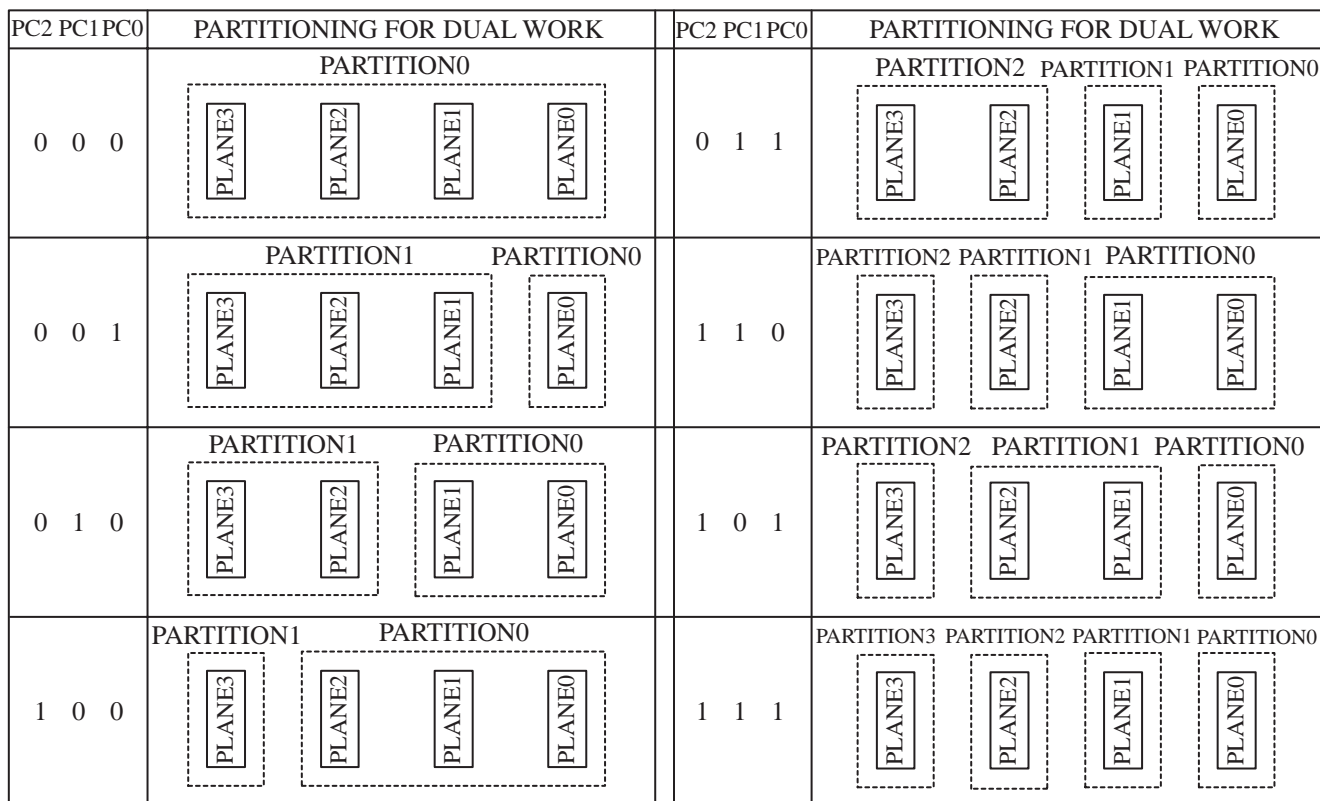 PC2 PC1PC0 PARTITIONING FOR DUAL WORK PC2 PC1PC0 PARTITIONING FOR DUAL WORK
0 0 0
PARTITION0
PLANE3 PLANE2 PLANE1 PLANE0
0 1 1
PARTITION2 PARTITION1 PARTITION0
PLANE3 PLANE2 PLANE1 PLANE0
0 0 1
PARTITION1 PARTITION0
PLANE3 PLANE2 PLANE1 PLANE0
1 1 0
PARTITION2 PARTITION1 PARTITION0
PLANE3 PLANE2 PLANE1 PLANE0
0 1 0
PARTITION1 PARTITION0
PLANE3 PLANE2 PLANE1 PLANE0
1 0 1
PARTITION2 PARTITION1 PARTITION0
PLANE3 PLANE2 PLANE1 PLANE0
1 0 0
PARTITION1 PARTITION0
PLANE3 PLANE2 PLANE1 PLANE0
1 1 1
PARTITION3 PARTITION2 PARTITION1 PARTITION0
PLANE3 PLANE2 PLANE1 PLANE0